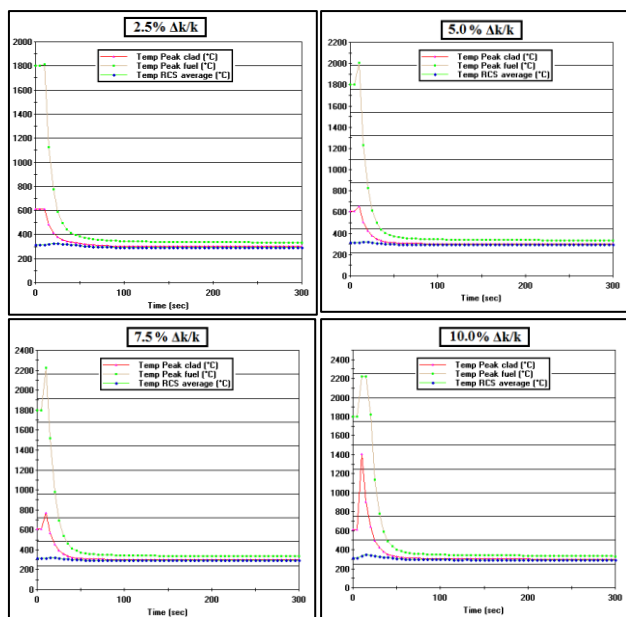 2.5% Δk/k
Temp Peak clad (°C)
Temp Peak fuel (°C)
Temp RCS average (°C)
2000
1800
1600
1400
1200
1000
800
600
400
200
0
0 100 200 300
Time (sec)
5.0% Δk/k
Temp Peak clad (°C)
Temp Peak fuel (°C)
Temp RCS average (°C)
2200
2000
1800
1600
1400
1200
1000
800
600
400
200
0
0 100 200 300
Time (sec)
7.5% Δk/k
Temp Peak clad (°C)
Temp Peak fuel (°C)
Temp RCS average (°C)
2400
2200
2000
1800
1600
1400
1200
1000
800
600
400
200
0
0 100 200 300
Time (sec)
10.0% Δk/k
Temp Peak clad (°C)
Temp Peak fuel (°C)
Temp RCS average (°C)
2400
2200
2000
1800
1600
1400
1200
1000
800
600
400
200
0
0 100 200 300
Time (sec)